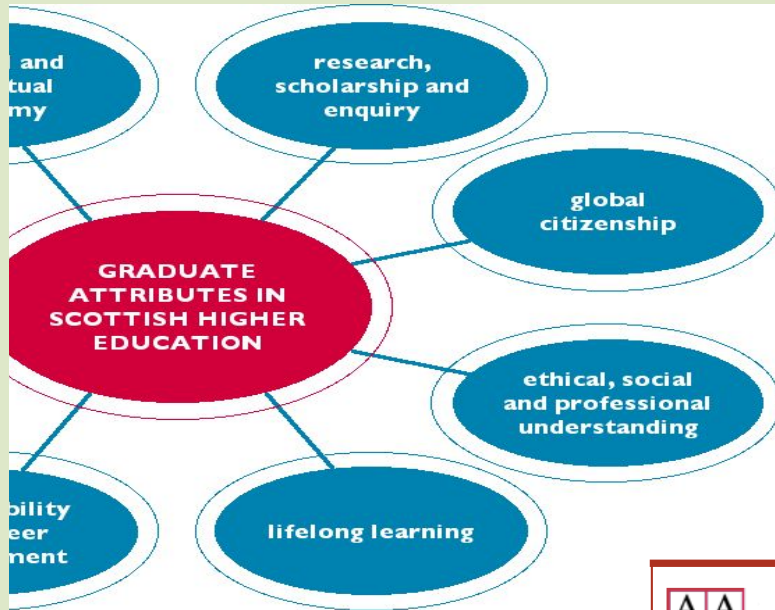 and
research,
scholarship and
enquiry
global
citizenship
GRADUATE
ATTRIBUTES IN
SCOTTISH HIGHER
EDUCATION
ethical, social
and professional
understanding
lifelong learning
A A